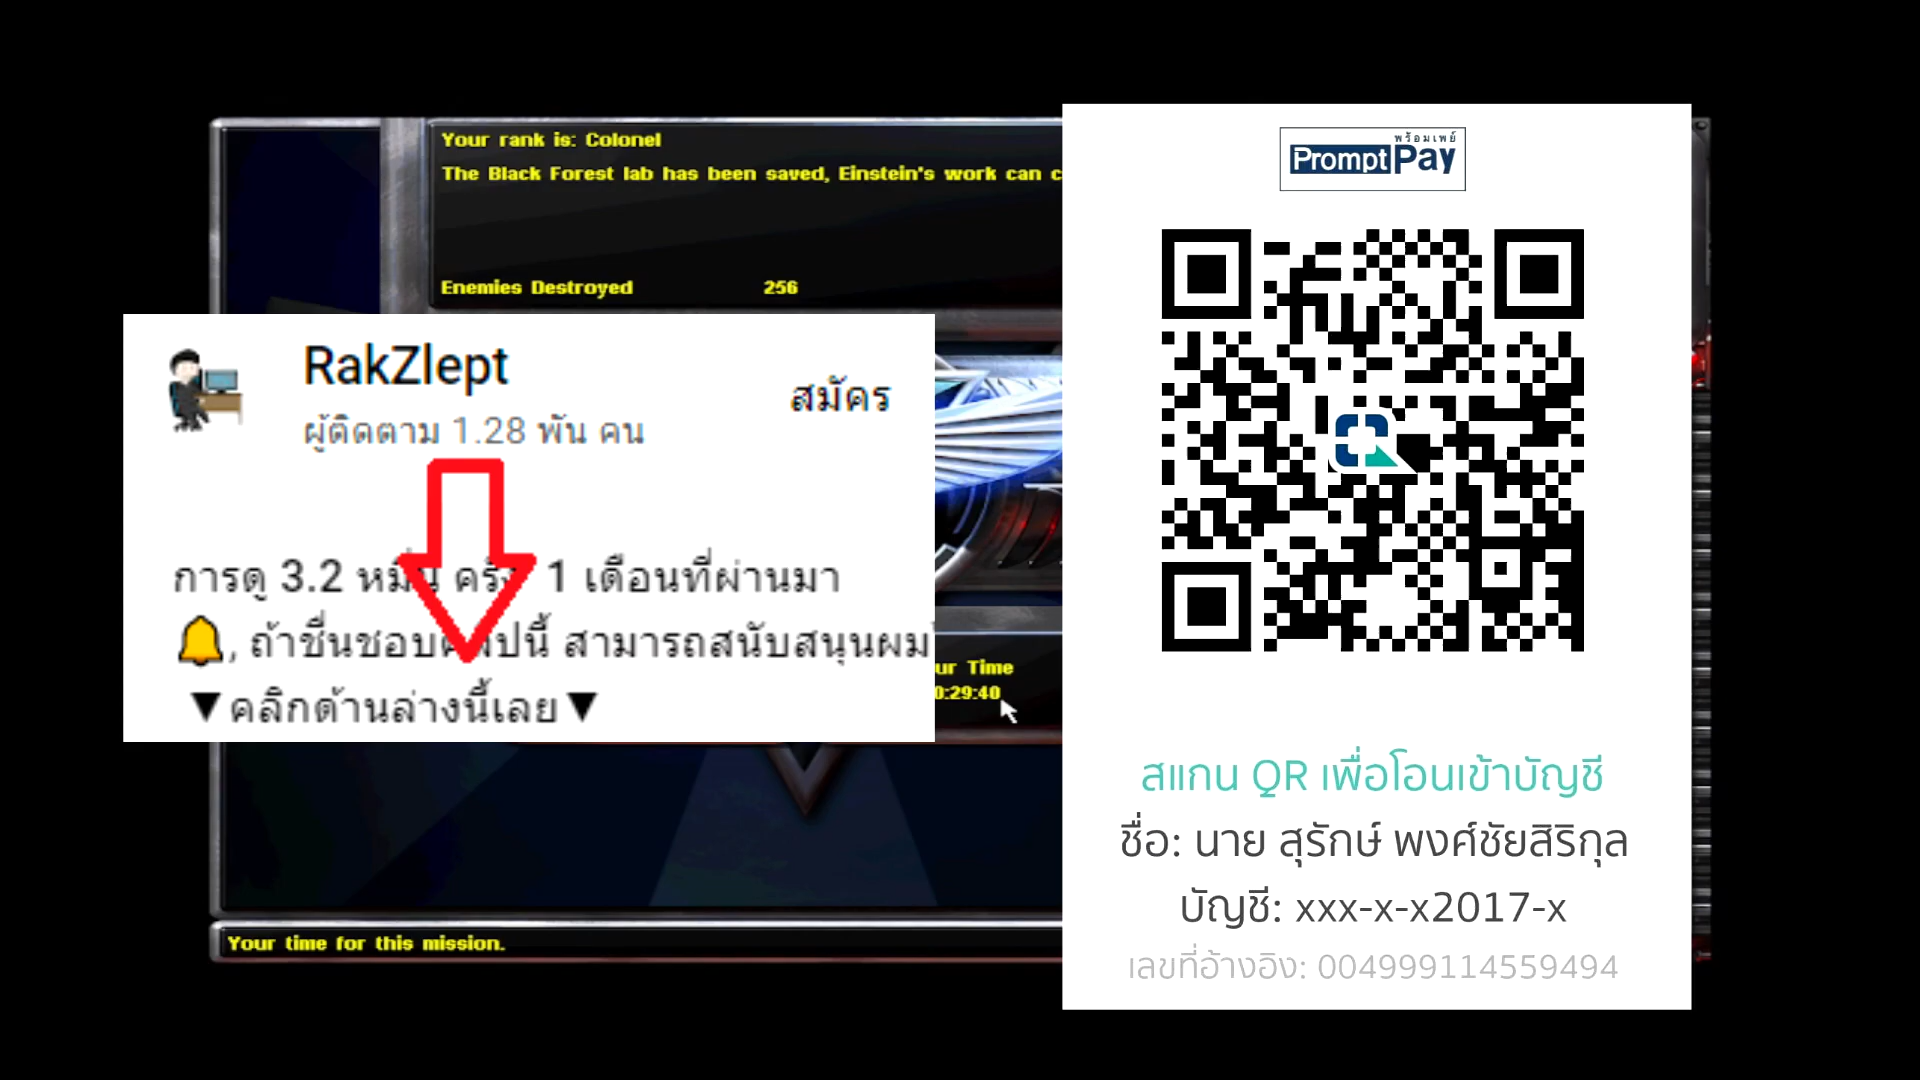 Your rank is: Colonel
The Black Forest lab has been saved, Einstein's work can c
Enemies Destroyed 256
RakZlept
ผู้ติดตาม 1.28 พัน คน
สมัคร
การดู 3.2 หมื่น ครั้ง 1 เดือนที่ผ่านมา
🔔, ถ้าชื่นชอบคลิปนี้ สามารถสนับสนุนผม
▼คลิกด้านล่างนี้เลย▼
ur Time
0:29:40
Your time for this mission.
พร้อมเพย์
PromptPay
สแกน QR เพื่อโอนเข้าบัญชี
ชื่อ: นาย สุรักษ์ พงศ์ชัยสิริกุล
บัญชี: xxx-x-x2017-x
เลขที่อ้างอิง: 004999114559494